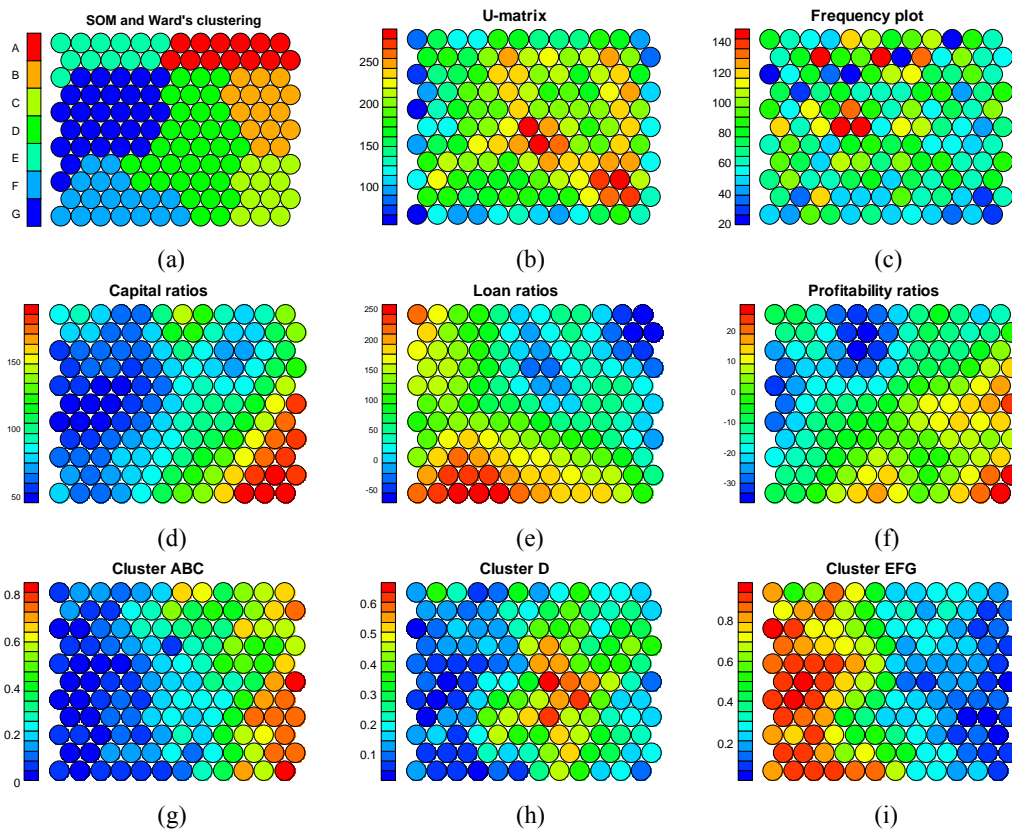 SOM and Ward's clustering
A
B
C
D
E
F
G
(a)
U-matrix
250
200
150
100
(b)
Frequency plot
140
120
100
80
60
40
20
(c)
Capital ratios
150
100
50
(d)
Loan ratios
250
200
150
100
50
0
-50
(e)
Profitability ratios
20
10
0
-10
-20
-30
(f)
Cluster ABC
0.8
0.6
0.4
0.2
0
(g)
Cluster D
0.6
0.5
0.4
0.3
0.2
0.1
(h)
Cluster EFG
0.8
0.6
0.4
0.2
(i)